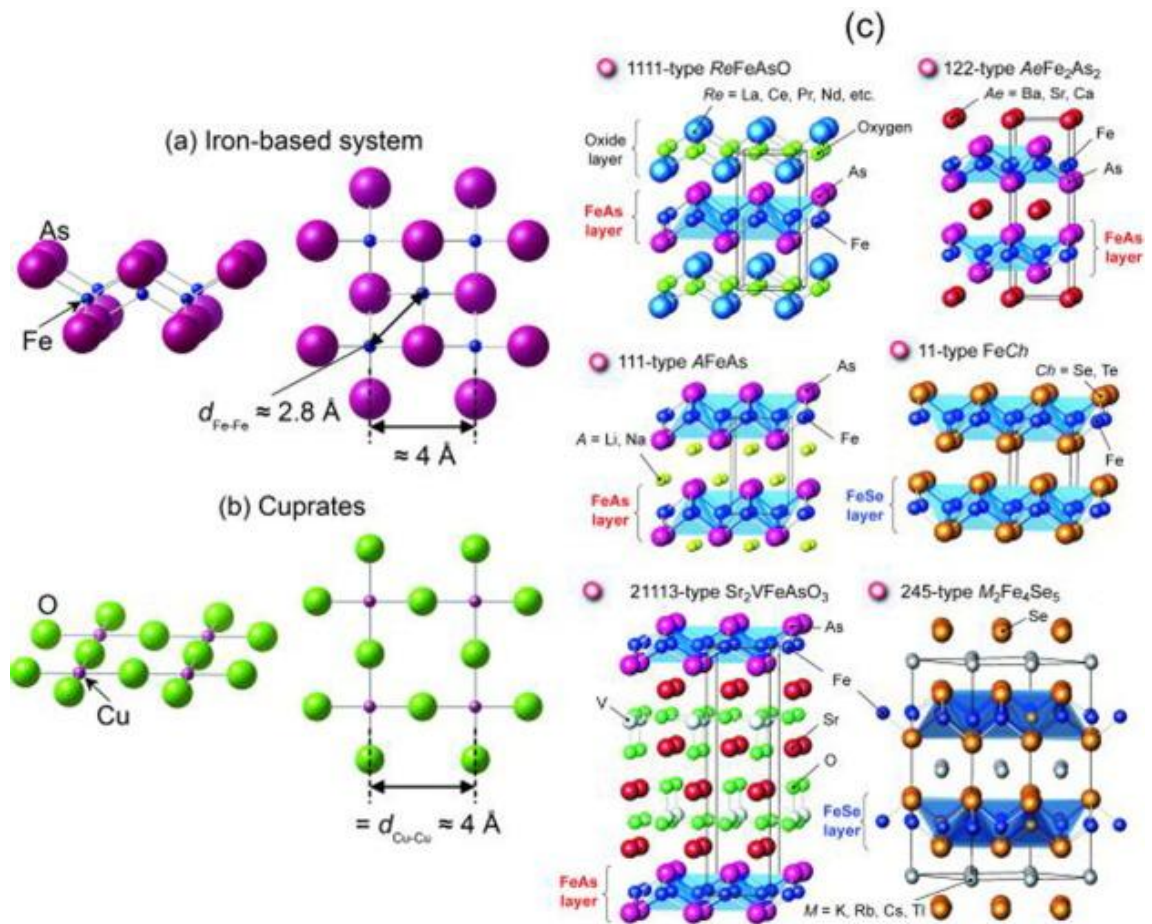 (a) Iron-based system
As
Fe
d_Fe-Fe ≈ 2.8 Å
≈ 4 Å
(b) Cuprates
O
Cu
= d_Cu-Cu ≈ 4 Å
(c)
1111-type ReFeAsO
Re = La, Ce, Pr, Nd, etc.
Oxide
layer
Oxygen
As
FeAs
layer
Fe
122-type AeFe₂As₂
Ae = Ba, Sr, Ca
Fe
As
FeAs
layer
111-type AFeAs
As
A = Li, Na
Fe
FeAs
layer
11-type FeCh
Ch = Se, Te
Fe
FeSe
layer
21113-type Sr₂VFeAsO₃
As
Fe
V
Sr
O
FeAs
layer
245-type M₂Fe₄Se₅
Se
FeSe
layer
M = K, Rb, Cs, Tl